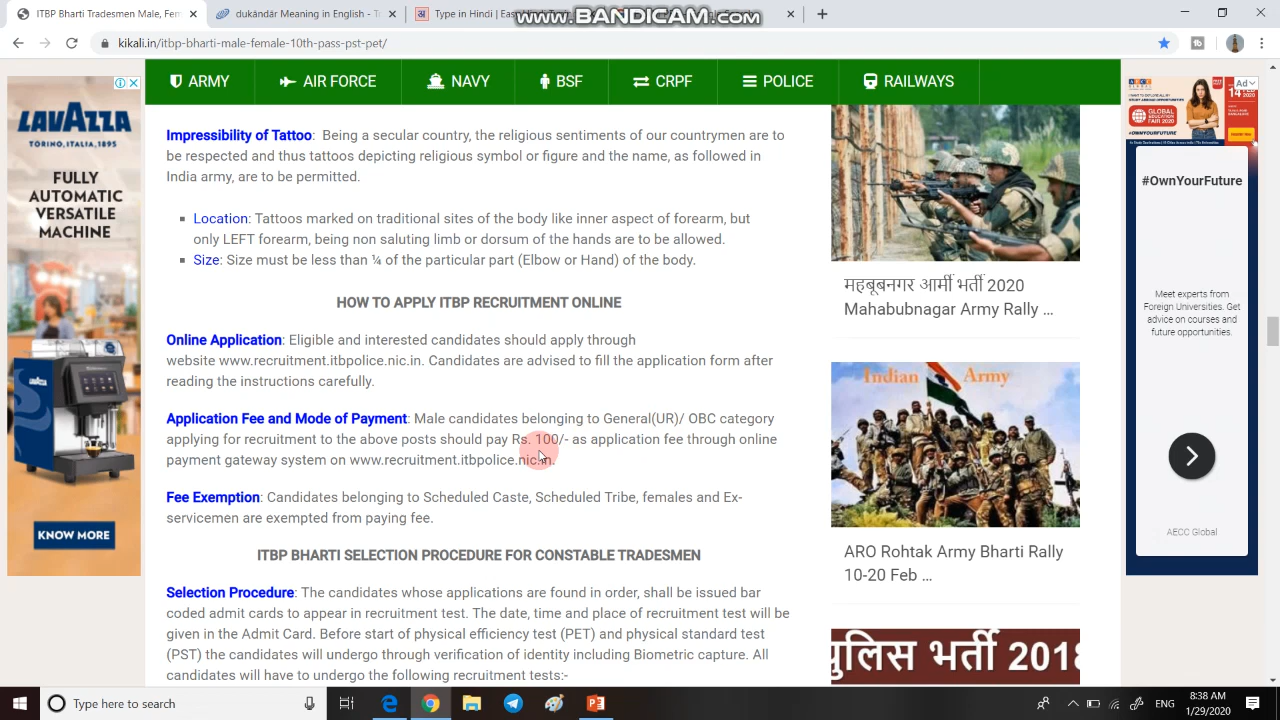 ITBP Bharti Male Fem
dukandar in Bengali -
Type in Hindi |
www.BANDICAM.com
kikali.in/itbp-bharti-male-female-10th-pass-pet/
ARMY
AIR FORCE
NAVY
BSF
CRPF
POLICE
RAILWAYS
LAVAZZA
TORINO, ITALIA, 1895
FULLY
AUTOMATIC
VERSATILE
MACHINE
KNOW MORE
Impressibility of Tattoo: Being a secular country, the religious sentiments of our countrymen are to
be respected and thus tattoos depicting religious symbol or figure and the name, as followed in
India army, are to be permitted.
Location: Tattoos marked on traditional sites of the body like inner aspect of forearm, but
only LEFT forearm, being non saluting limb or dorsum of the hands are to be allowed.
Size: Size must be less than ¼ of the particular part (Elbow or Hand) of the body.
HOW TO APPLY ITBP RECRUITMENT ONLINE
Online Application: Eligible and interested candidates should apply through
website www.recruitment.itbpolice.nic.in. Candidates are advised to fill the application form after
reading the instructions carefully.
Application Fee and Mode of Payment: Male candidates belonging to General(UR)/ OBC category
applying for recruitment to the above posts should pay Rs. 100/- as application fee through online
payment gateway system on www.recruitment.itbpolice.nic.in.
Fee Exemption: Candidates belonging to Scheduled Caste, Scheduled Tribe, females and Ex-
servicemen are exempted from paying fee.
ITBP BHARTI SELECTION PROCEDURE FOR CONSTABLE TRADESMEN
Selection Procedure: The candidates whose applications are found in order, shall be issued bar
coded admit cards to appear in recruitment test. The date, time and place of recruitment test will be
given in the Admit Card. Before start of physical efficiency test (PET) and physical standard test
(PST) the candidates will undergo through verification of identity including Biometric capture. All
candidates will have to undergo the following recruitment tests:-
महबूबनगर आर्मी भर्ती 2020
Mahabubnagar Army Rally ...
Indian Army
ARO Rohtak Army Bharti Rally
10-20 Feb ...
पुलिस भर्ती 2018
Ad
GLOBAL
EDUCATION
FAIR 2020
#OWNYOURFUTURE
#OwnYourFuture
Meet experts from
Foreign Universities. Get
advice on courses and
future opportunities.
AECC Global
Type here to search
ENG
8:38 AM
1/29/2020